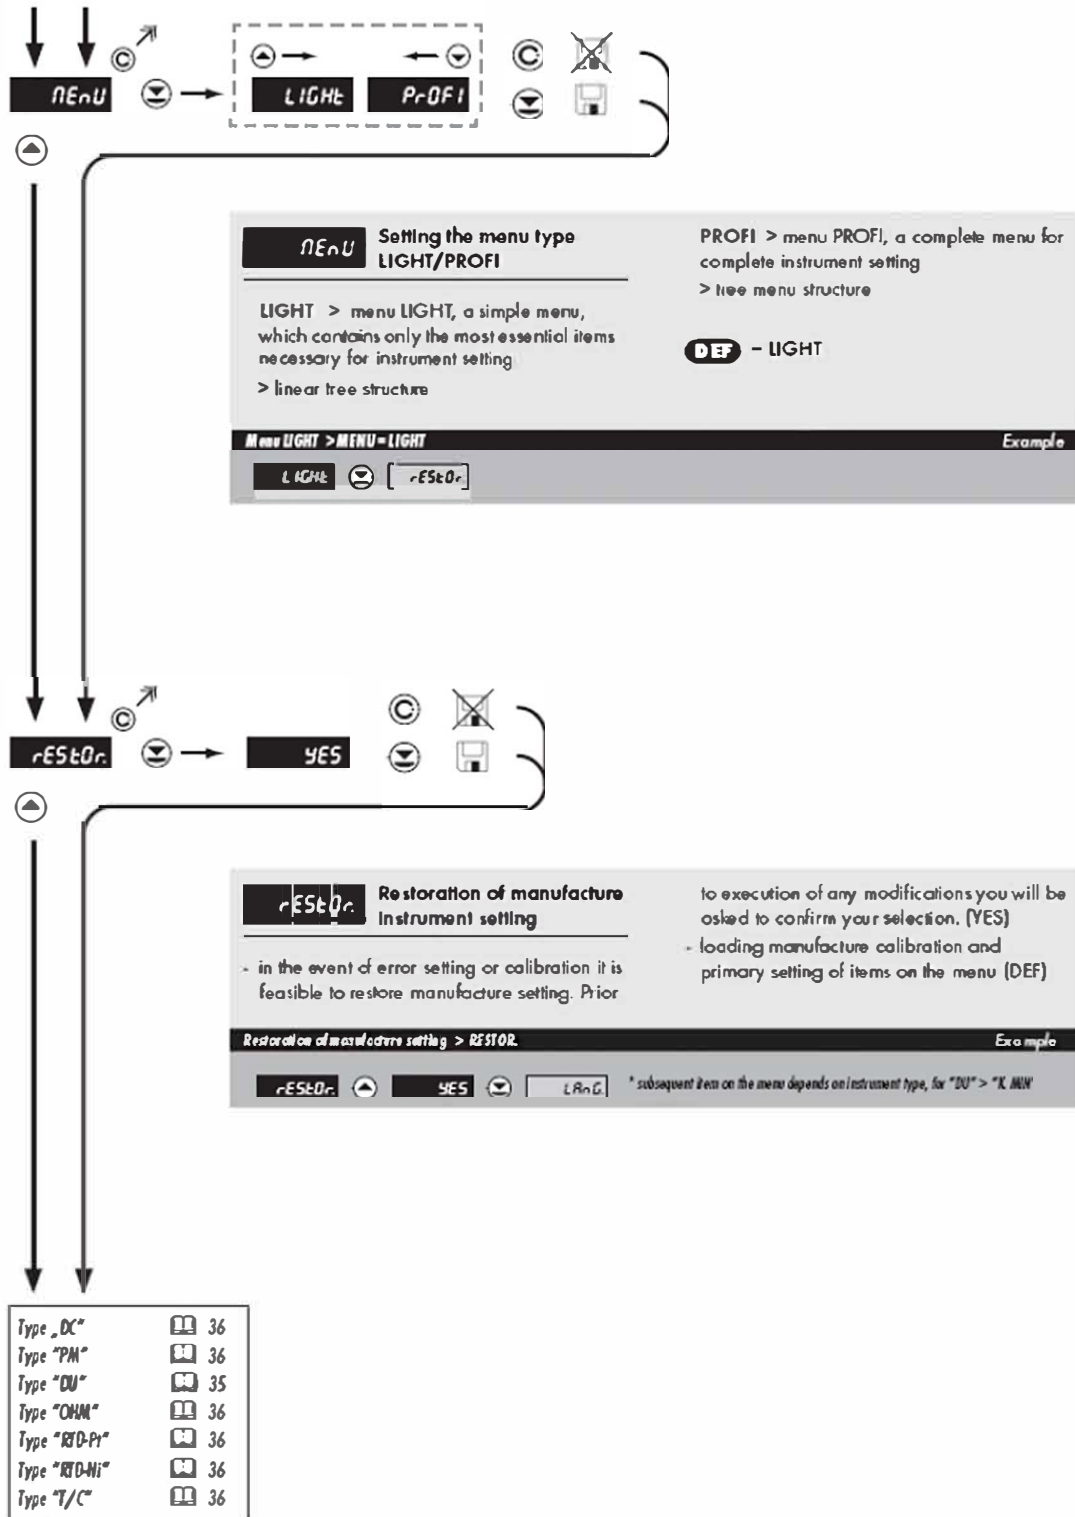 MEnU
LIGHt
PrOFI
MEnU
Setting the menu type
LIGHT/PROFI
LIGHT > menu LIGHT, a simple menu,
which contains only the most essential items
necessary for instrument setting
> linear tree structure
PROFI > menu PROFI, a complete menu for
complete instrument setting
> tree menu structure
DEF – LIGHT
Menu LIGHT > MENU = LIGHT
Example
LIGHt
rEStOr.
rEStOr.
YES
rEStOr.
Restoration of manufacture
instrument setting
- in the event of error setting or calibration it is
feasible to restore manufacture setting. Prior
to execution of any modifications you will be
asked to confirm your selection. (YES)
- loading manufacture calibration and
primary setting of items on the menu (DEF)
Restoration of manufacture setting > RESTOR.
Example
rEStOr.
YES
LAnG.
* subsequent item on the menu depends on instrument type, for "DU" > "K. MIN'
Type „DC" 36
Type "PM" 36
Type "DU" 35
Type "OHM" 36
Type "RTD-Pt" 36
Type "RTD-Ni" 36
Type "T/C" 36